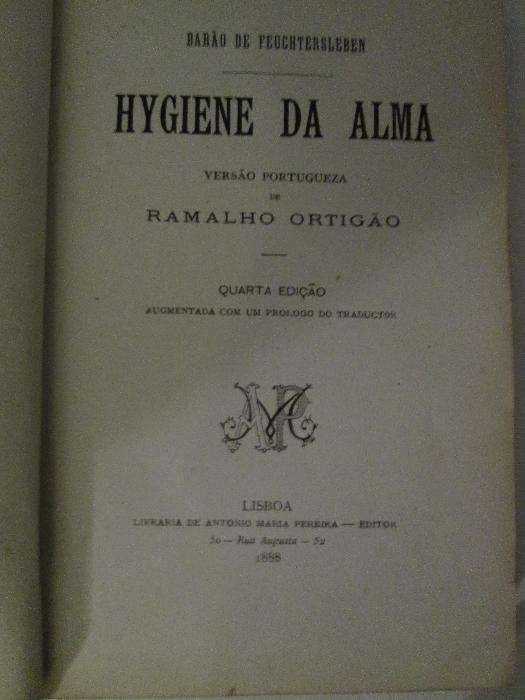 BARÃO DE FEUCHTERSLEBEN
HYGIENE DA ALMA
VERSÃO PORTUGUEZA
DE
RAMALHO ORTIGÃO
QUARTA EDIÇÃO
AUGMENTADA COM UM PROLOGO DO TRADUCTOR
AMP
LISBOA
LIVRARIA DE ANTONIO MARIA PEREIRA — EDITOR
50 — Rua Augusta — 52
1888